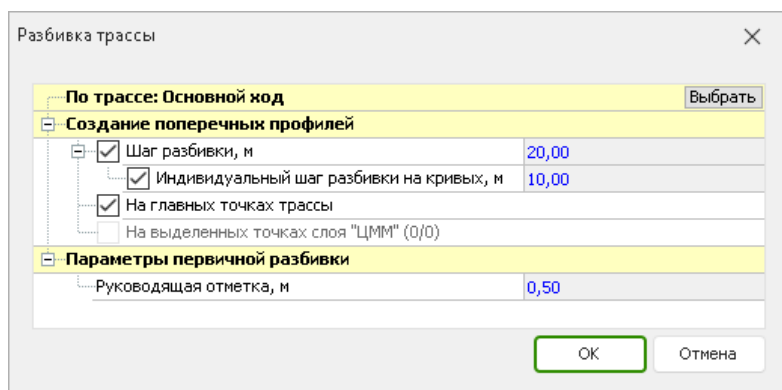 Разбивка трассы
По трассе: Основной ход Выбрать
Создание поперечных профилей
Шаг разбивки, м 20,00
Индивидуальный шаг разбивки на кривых, м 10,00
На главных точках трассы
На выделенных точках слоя "ЦММ" (0/0)
Параметры первичной разбивки
Руководящая отметка, м 0,50
ОК Отмена